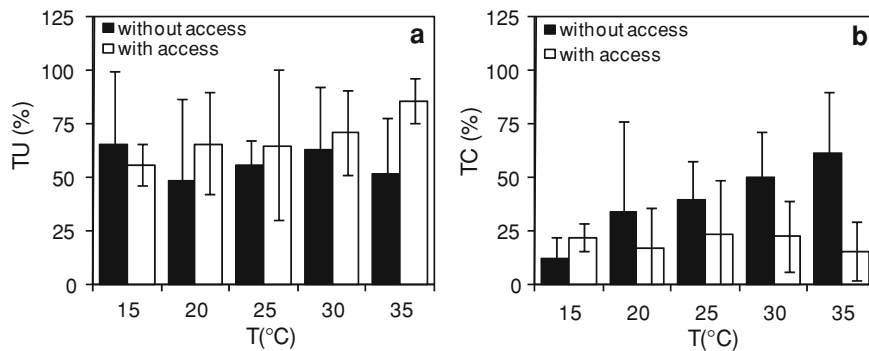 125
100
75
50
25
0
TU (%)
without access
with access
a
15 20 25 30 35
T(°C)
125
100
75
50
25
0
TC (%)
without access
with access
b
15 20 25 30 35
T(°C)